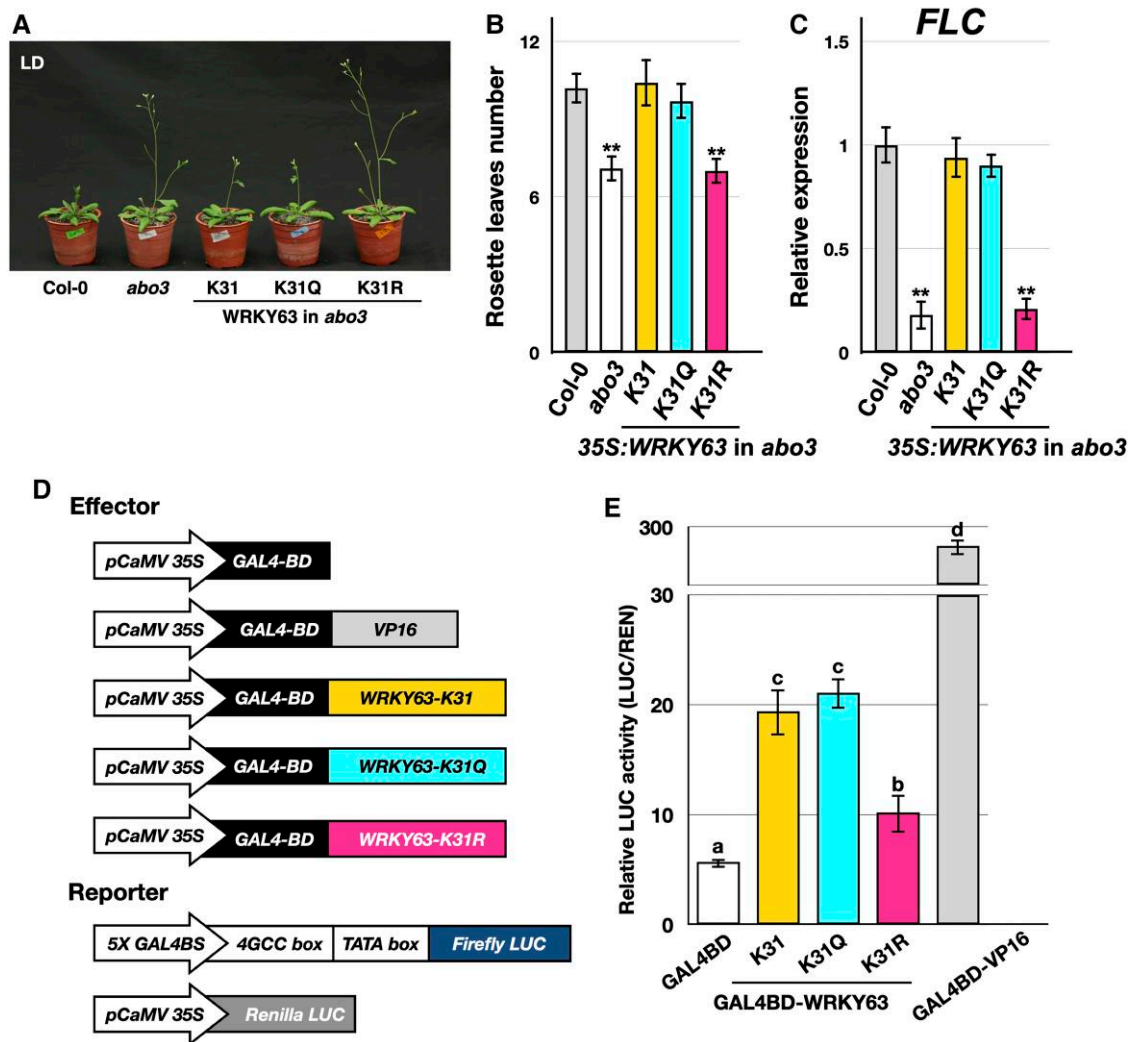 A
LD
Col-0
abo3
K31
K31Q
K31R
WRKY63 in abo3
B
Rosette leaves number
12
6
0
**
**
Col-0
abo3
K31
K31Q
K31R
35S:WRKY63 in abo3
C
FLC
Relative expression
1.5
1
0.5
0
**
**
Col-0
abo3
K31
K31Q
K31R
35S:WRKY63 in abo3
D
Effector
pCaMV 35S GAL4-BD
pCaMV 35S GAL4-BD VP16
pCaMV 35S GAL4-BD WRKY63-K31
pCaMV 35S GAL4-BD WRKY63-K31Q
pCaMV 35S GAL4-BD WRKY63-K31R
Reporter
5X GAL4BS 4GCC box TATA box Firefly LUC
pCaMV 35S Renilla LUC
E
Relative LUC activity (LUC/REN)
300
30
20
10
0
a
c
c
b
d
GAL4BD
K31
K31Q
K31R
GAL4BD-VP16
GAL4BD-WRKY63